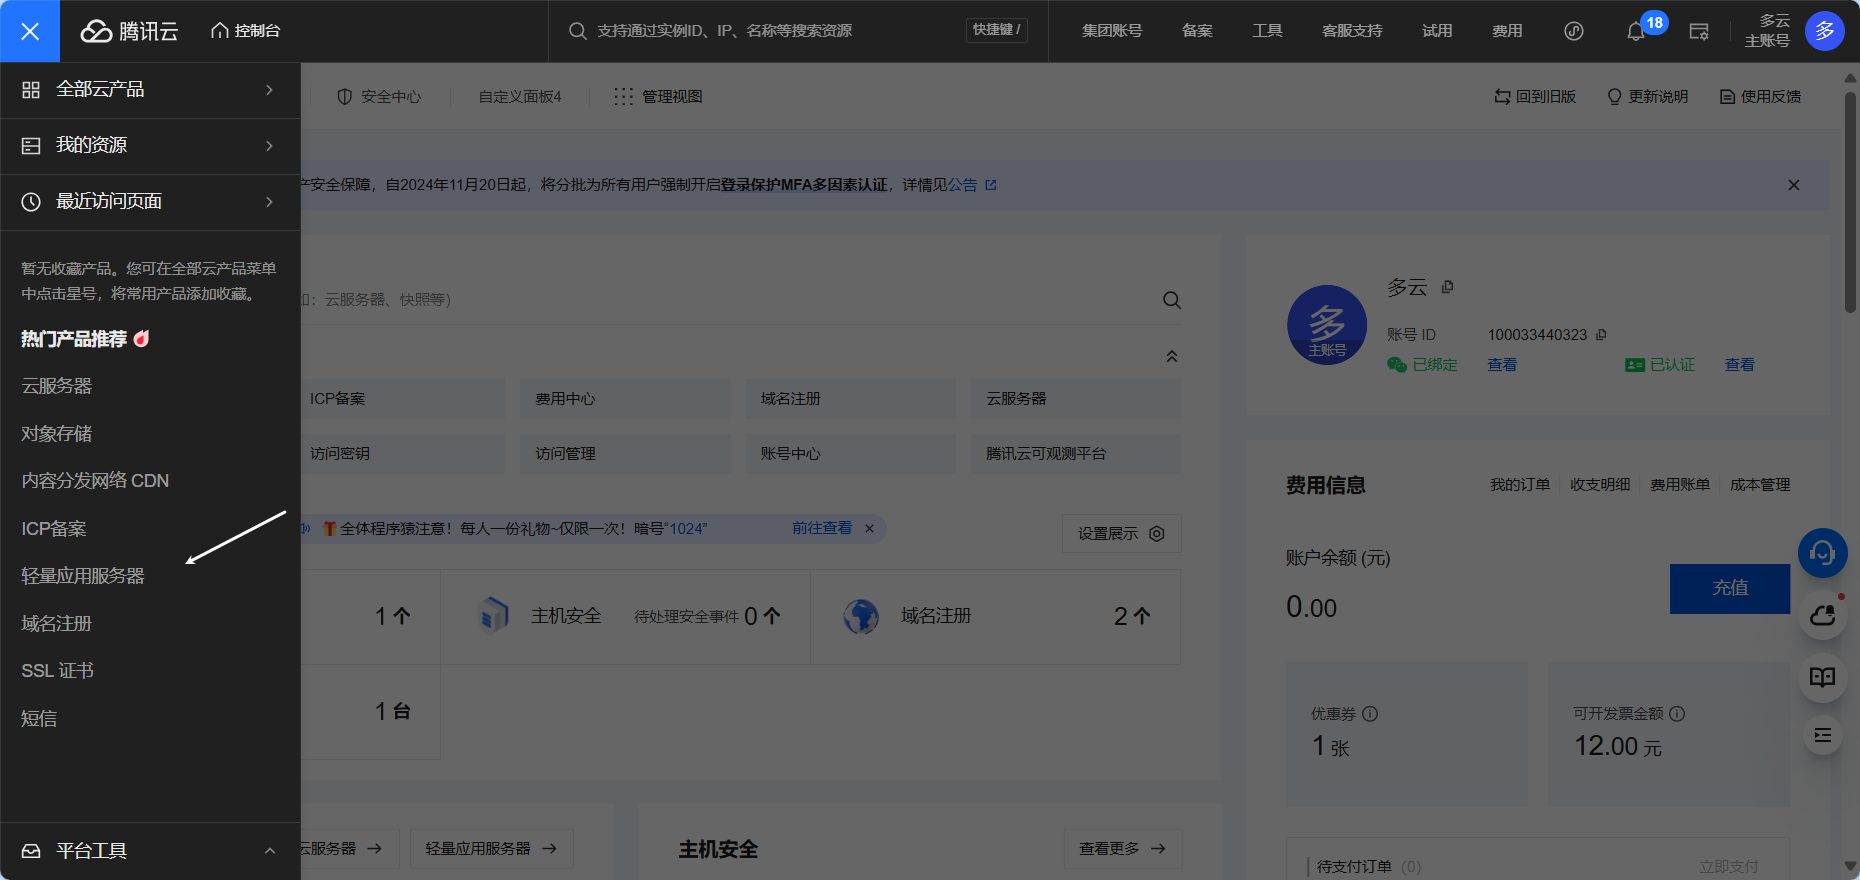 腾讯云
控制台
支持通过实例ID、IP、名称等搜索资源
快捷键 /
集团账号
备案
工具
客服支持
试用
费用
18
多云
主账号
多
全部云产品
我的资源
最近访问页面
暂无收藏产品。您可在全部云产品菜单
中点击星号，将常用产品添加收藏。
热门产品推荐
云服务器
对象存储
内容分发网络 CDN
ICP备案
轻量应用服务器
域名注册
SSL 证书
短信
平台工具
安全中心
自定义面板4
管理视图
回到旧版
更新说明
使用反馈
安全保障，自2024年11月20日起，将分批为所有用户强制开启登录保护MFA多因素认证，详情见公告
：云服务器、快照等)
ICP备案
费用中心
域名注册
云服务器
访问密钥
访问管理
账号中心
腾讯云可观测平台
全体程序猿注意！每人一份礼物~仅限一次！暗号“1024”
前往查看
设置展示
1 个
主机安全
待处理安全事件 0 个
域名注册
2 个
1 台
云服务器
轻量应用服务器
主机安全
查看更多
多
主账号
多云
账号 ID
100033440323
已绑定
查看
已认证
查看
费用信息
我的订单
收支明细
费用账单
成本管理
账户余额 (元)
0.00
充值
优惠券
1 张
可开发票金额
12.00 元
待支付订单 (0)
立即支付